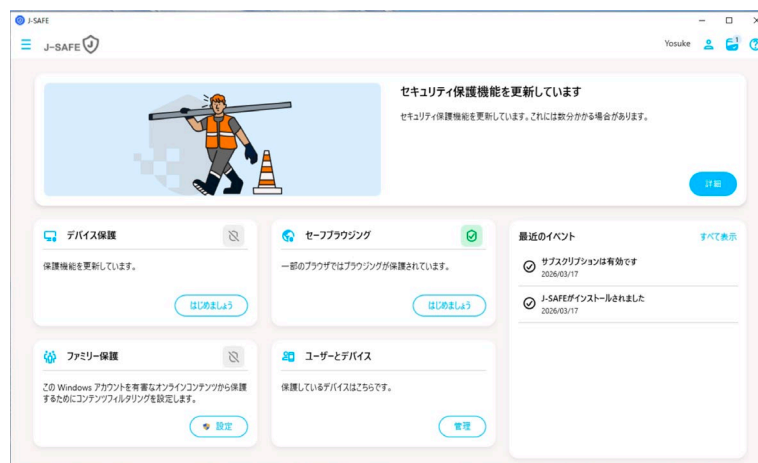 J-SAFE
J-SAFE
Yosuke
1
セキュリティ保護機能を更新しています
セキュリティ保護機能を更新しています。これには数分かかる場合があります。
詳細
デバイス保護
保護機能を更新しています。
はじめましょう
セーフブラウジング
一部のブラウザではブラウジングが保護されています。
はじめましょう
最近のイベント
すべて表示
サブスクリプションは有効です
2026/03/17
J-SAFEがインストールされました
2026/03/17
ファミリー保護
この Windows アカウントを有害なオンラインコンテンツから保護
するためにコンテンツフィルタリングを設定します。
設定
ユーザーとデバイス
保護しているデバイスはこちらです。
管理